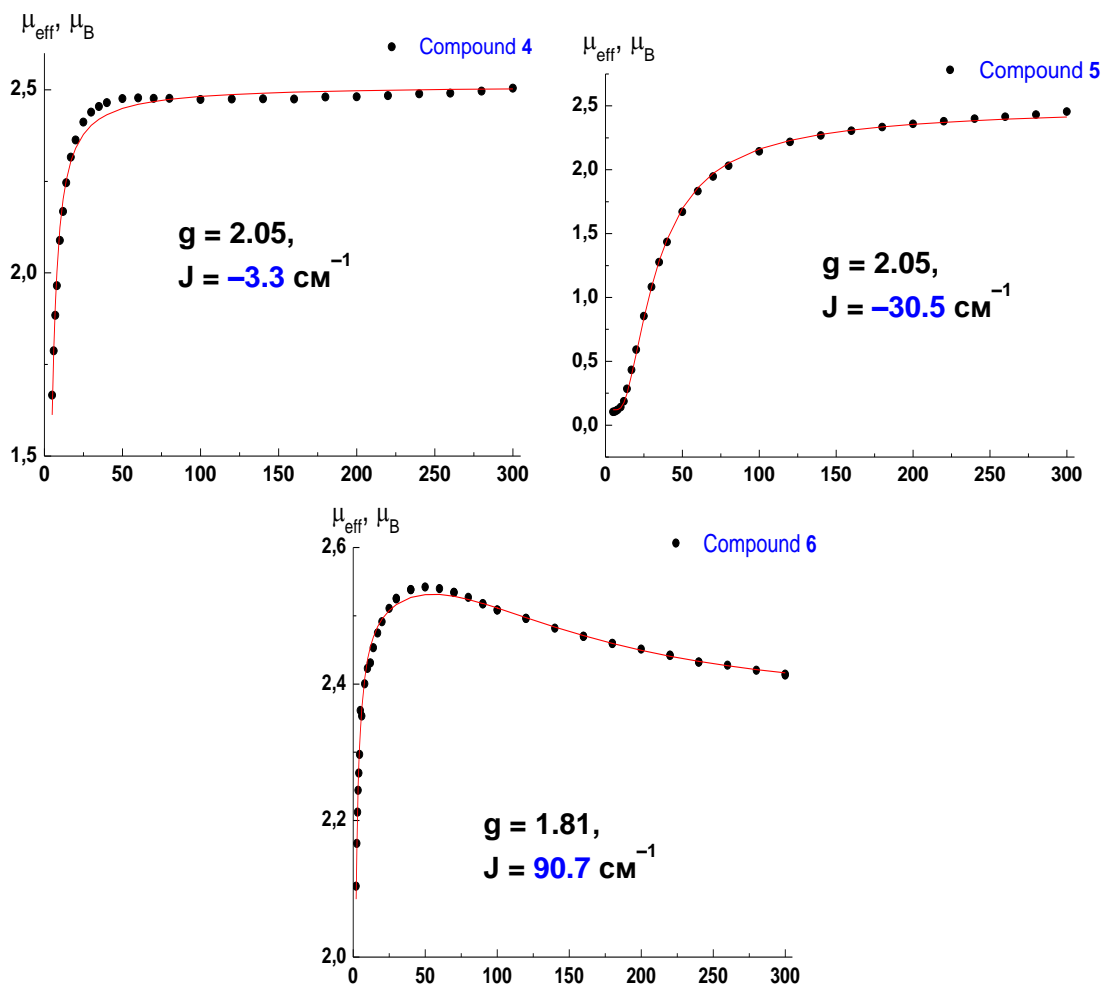 μeff, μB
Compound 4
2,5
2,0
1,5
g = 2.05,
J = –3.3 см–1
0 50 100 150 200 250 300
μeff, μB
Compound 5
2,5
2,0
1,5
1,0
0,5
0,0
g = 2.05,
J = –30.5 см–1
0 50 100 150 200 250 300
μeff, μB
Compound 6
2,6
2,4
2,2
2,0
g = 1.81,
J = 90.7 см–1
0 50 100 150 200 250 300